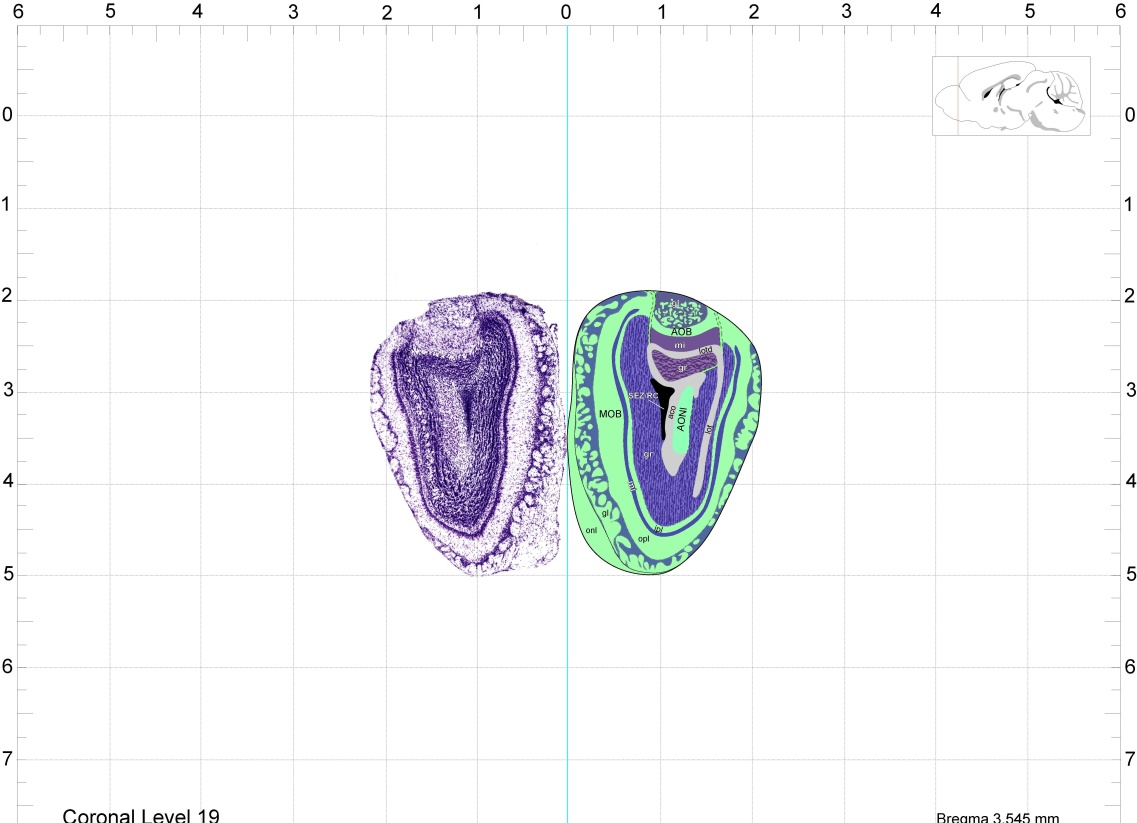 6 5 4 3 2 1 0 1 2 3 4 5 6
0 0
1 1
2 2
gl
AOB
mi
lotd
gr
3 3
SEZ/RC
aco
AONl
MOB
lot
gr
4 4
mi
gl
onl
ipl
opl
5 5
6 6
7 7
Coronal Level 19
Bregma 3.545 mm